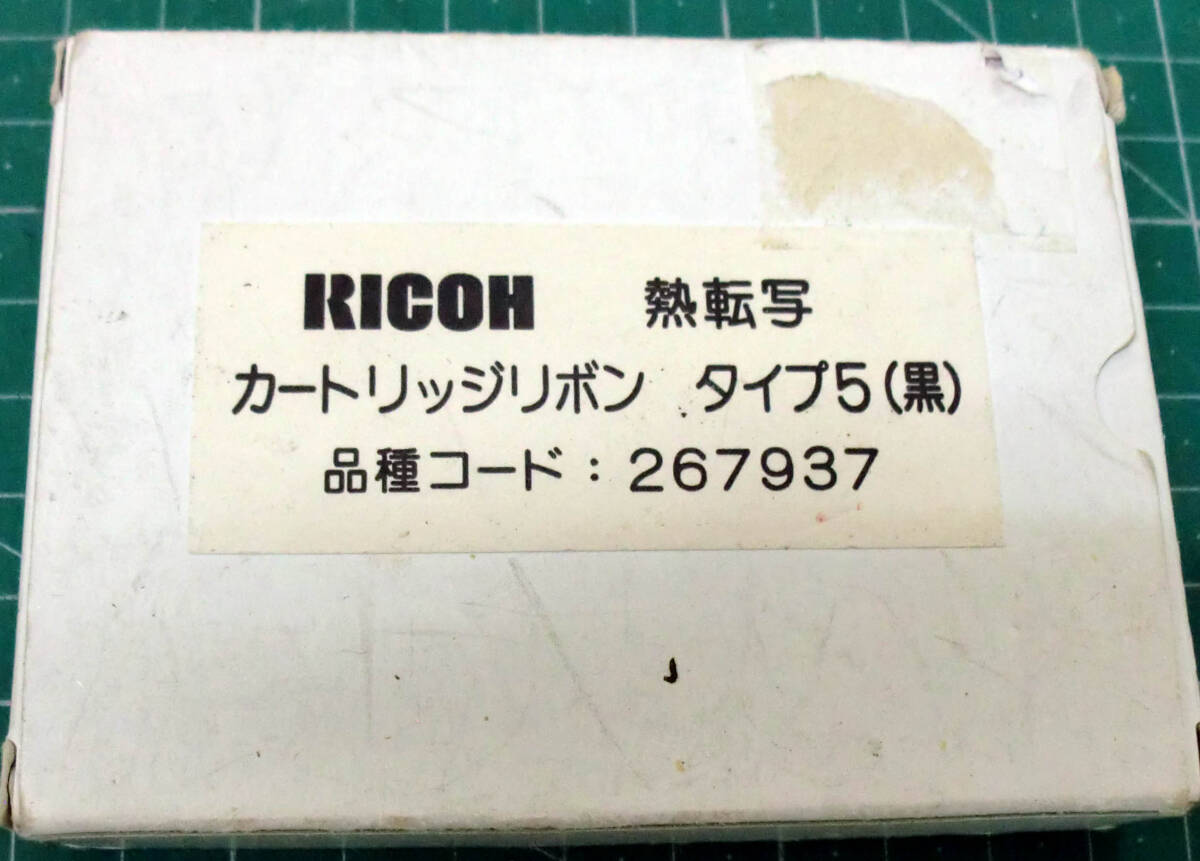 RICOH 熱転写
カートリッジリボン タイプ5(黒)
品種コード : 267937